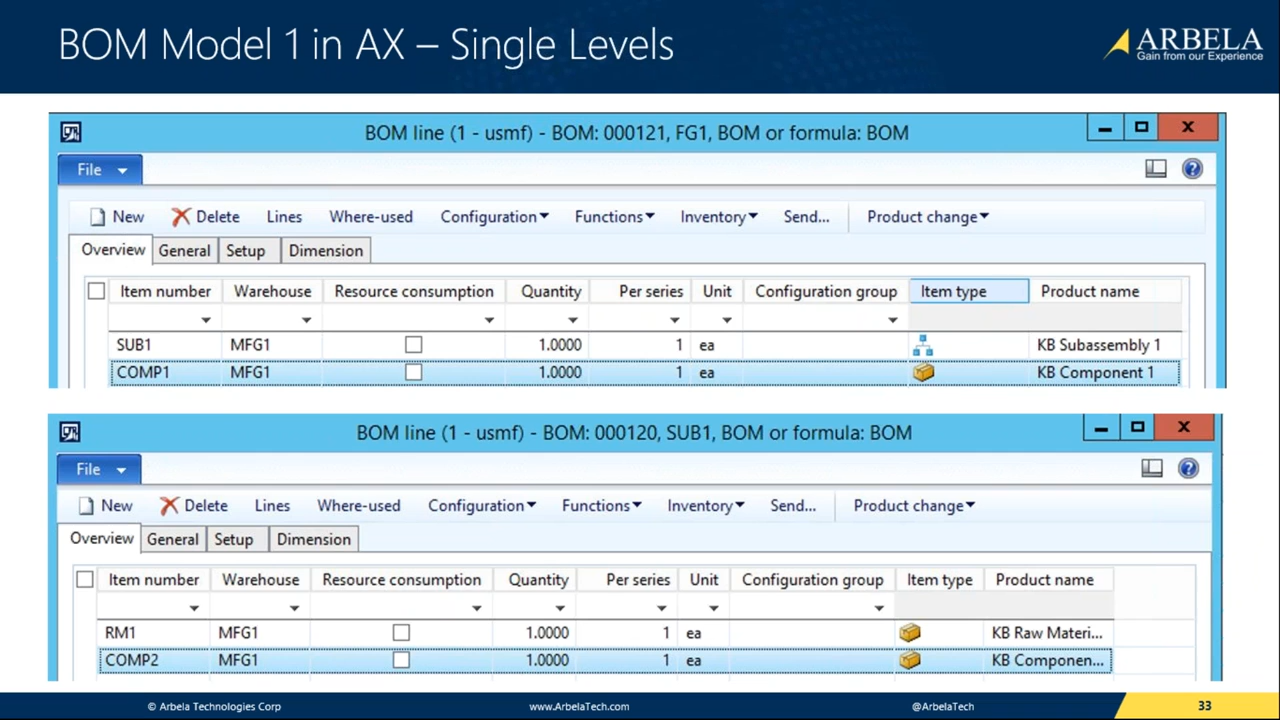 BOM Model 1 in AX – Single Levels
ARBELA
Gain from our Experience
BOM line (1 - usmf) - BOM: 000121, FG1, BOM or formula: BOM
File
New Delete Lines Where-used Configuration Functions Inventory Send... Product change
Overview General Setup Dimension
Item number Warehouse Resource consumption Quantity Per series Unit Configuration group Item type Product name
SUB1 MFG1 1.0000 1 ea KB Subassembly 1
COMP1 MFG1 1.0000 1 ea KB Component 1
BOM line (1 - usmf) - BOM: 000120, SUB1, BOM or formula: BOM
File
New Delete Lines Where-used Configuration Functions Inventory Send... Product change
Overview General Setup Dimension
Item number Warehouse Resource consumption Quantity Per series Unit Configuration group Item type Product name
RM1 MFG1 1.0000 1 ea KB Raw Materi...
COMP2 MFG1 1.0000 1 ea KB Componen...
© Arbela Technologies Corp www.ArbelaTech.com @ArbelaTech 33